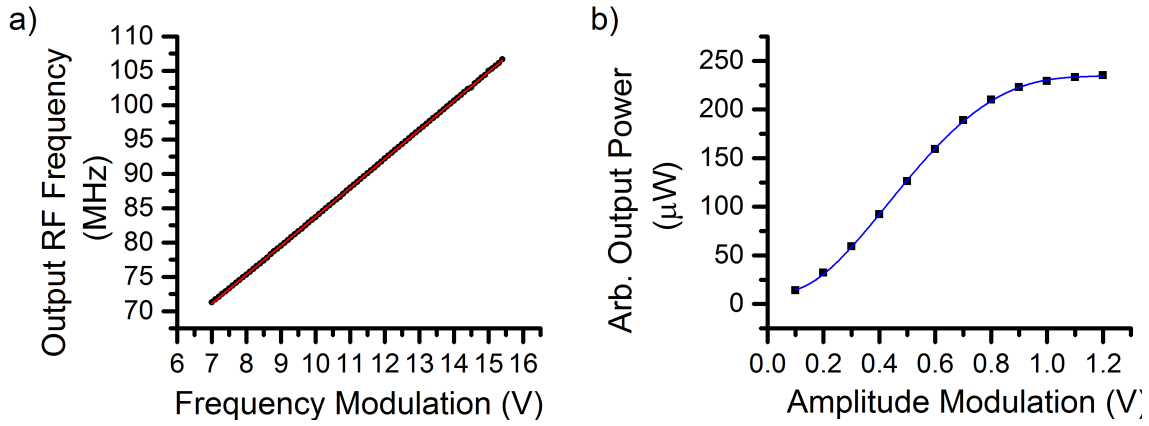 a)
Output RF Frequency
(MHz)
110
105
100
95
90
85
80
75
70
6 7 8 9 10 11 12 13 14 15 16
Frequency Modulation (V)
b)
Arb. Output Power
(μW)
250
200
150
100
50
0
0.0 0.2 0.4 0.6 0.8 1.0 1.2
Amplitude Modulation (V)